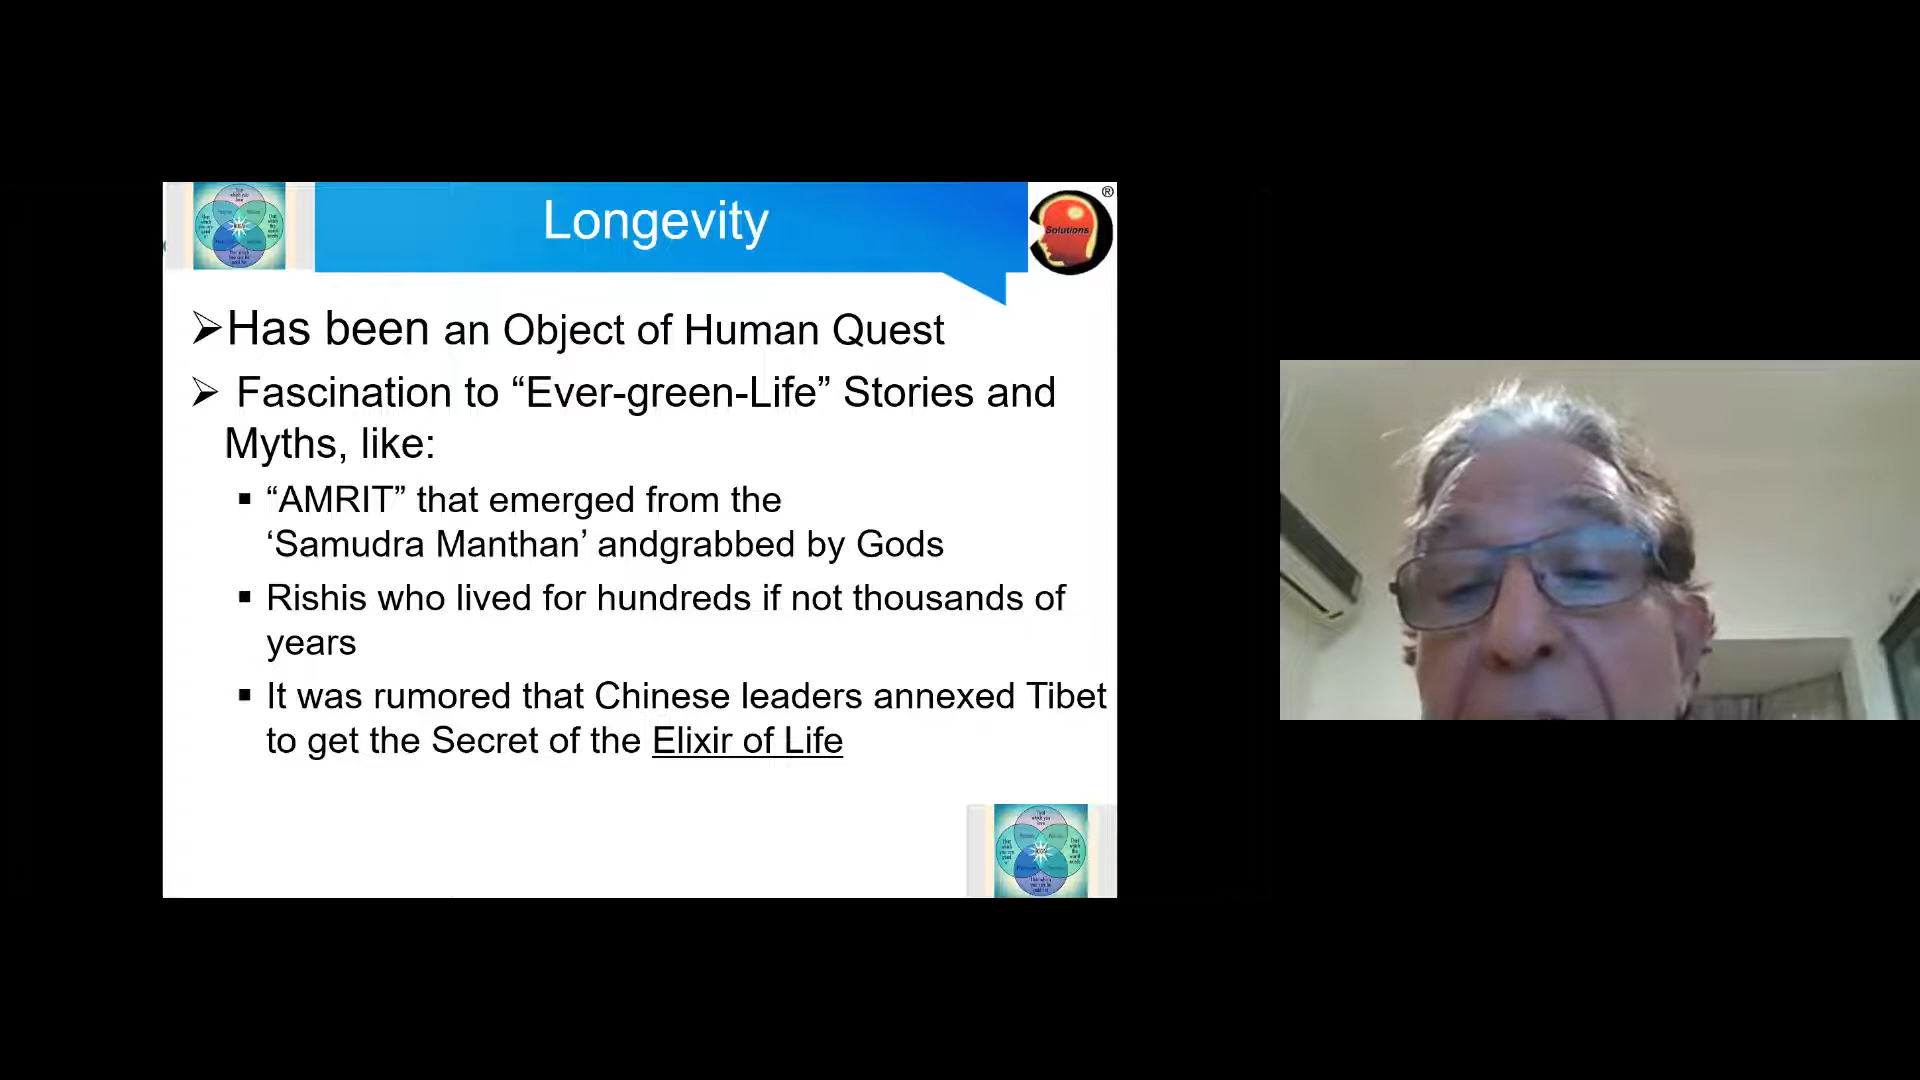 Longevity
®
Solutions
➢Has been an Object of Human Quest
➢ Fascination to “Ever-green-Life” Stories and
Myths, like:
▪ “AMRIT” that emerged from the
‘Samudra Manthan’ andgrabbed by Gods
▪ Rishis who lived for hundreds if not thousands of
years
▪ It was rumored that Chinese leaders annexed Tibet
to get the Secret of the Elixir of Life